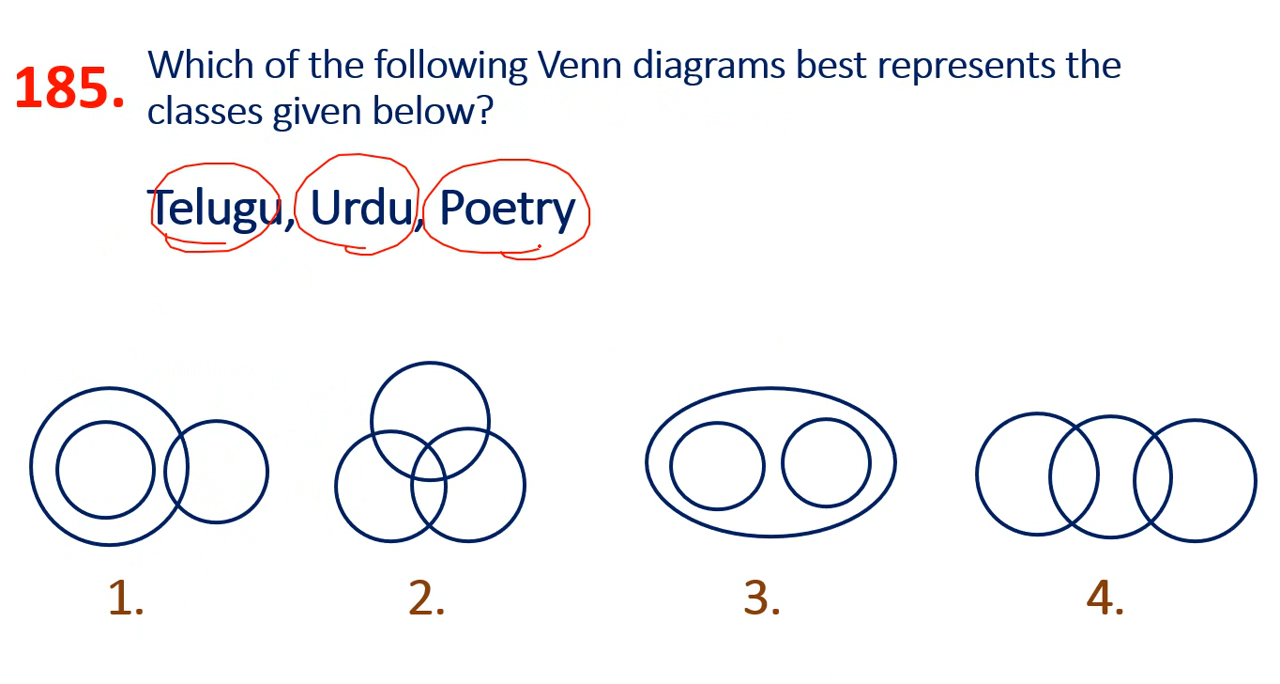 185. Which of the following Venn diagrams best represents the
classes given below?
Telugu, Urdu, Poetry
1. 2. 3. 4.